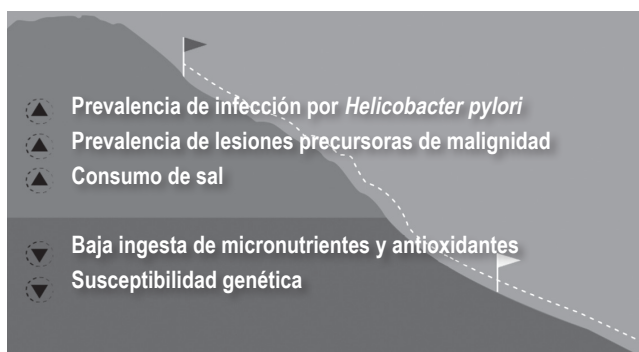 Prevalencia de infección por Helicobacter pylori
Prevalencia de lesiones precursoras de malignidad
Consumo de sal
Baja ingesta de micronutrientes y antioxidantes
Susceptibilidad genética